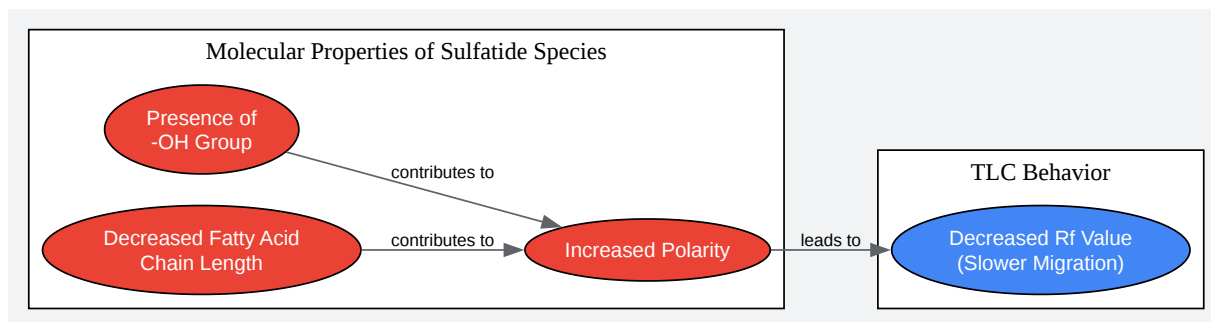 Molecular Properties of Sulfatide Species
Presence of
-OH Group
contributes to
Decreased Fatty Acid
Chain Length
contributes to
Increased Polarity
leads to
TLC Behavior
Decreased Rf Value
(Slower Migration)